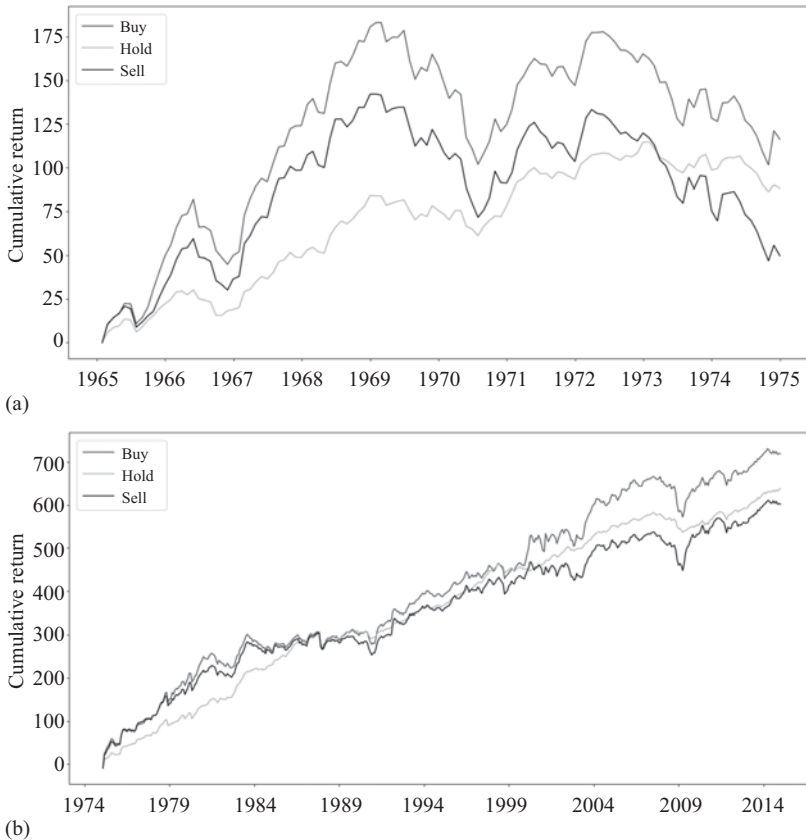 175
150
125
100
75
50
25
0
Cumulative return
Buy
Hold
Sell
1965 1966 1967 1968 1969 1970 1971 1972 1973 1974 1975
(a)
700
600
500
400
300
200
100
0
Cumulative return
Buy
Hold
Sell
1974 1979 1984 1989 1994 1999 2004 2009 2014
(b)